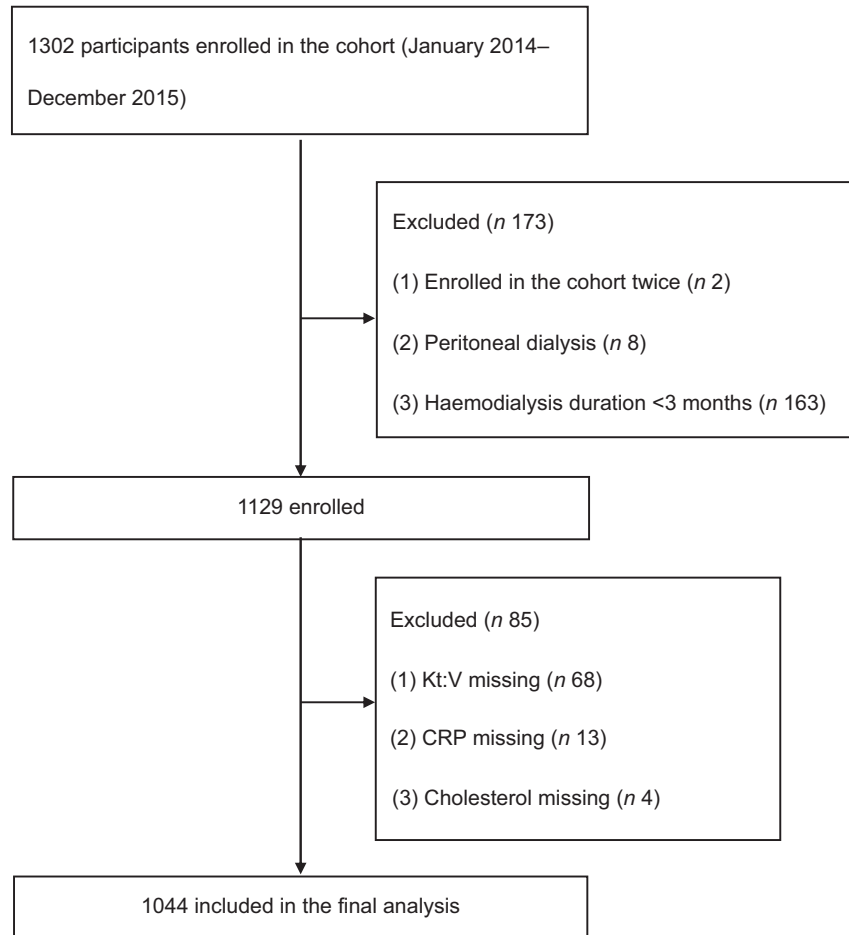 1302 participants enrolled in the cohort (January 2014–
December 2015)
Excluded (n 173)
(1) Enrolled in the cohort twice (n 2)
(2) Peritoneal dialysis (n 8)
(3) Haemodialysis duration <3 months (n 163)
1129 enrolled
Excluded (n 85)
(1) Kt:V missing (n 68)
(2) CRP missing (n 13)
(3) Cholesterol missing (n 4)
1044 included in the final analysis